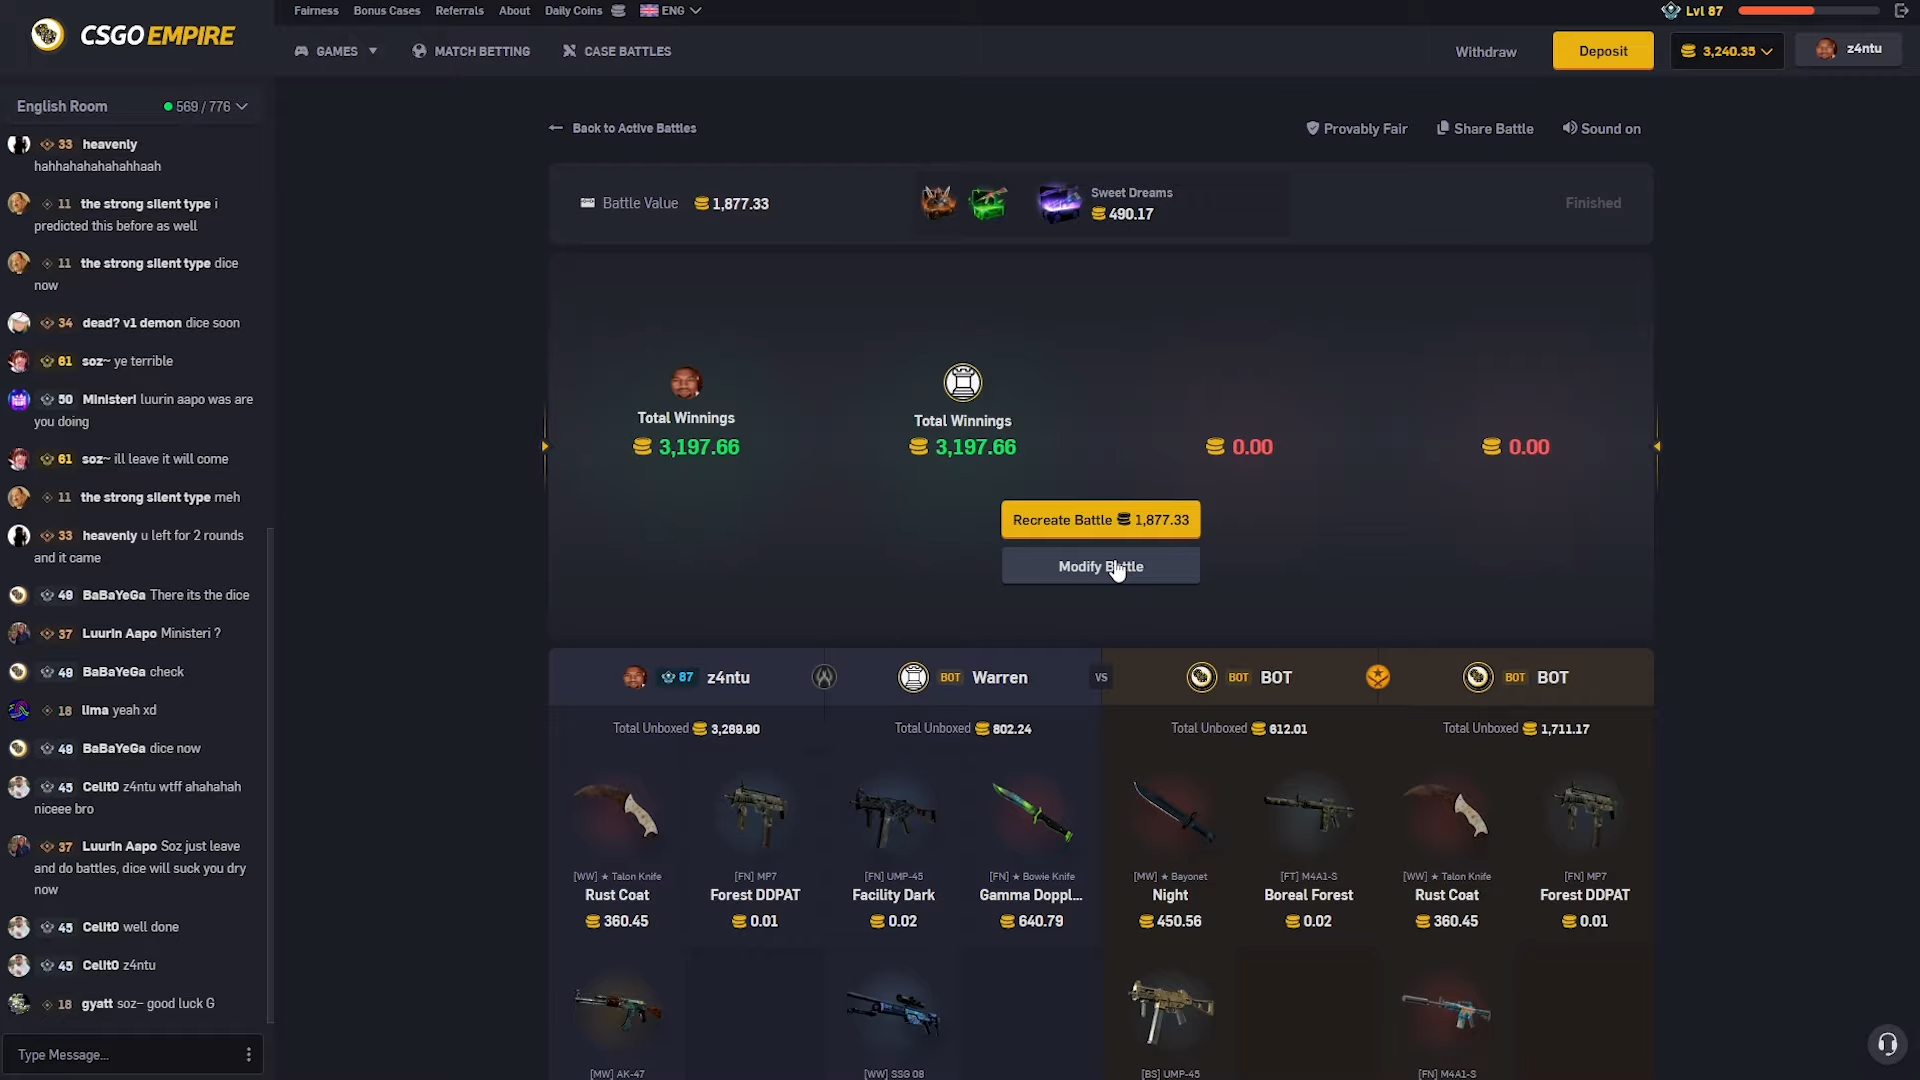 Fairness Bonus Cases Referrals About Daily Coins ENG
Lvl 87
CSGOEMPIRE
GAMES MATCH BETTING CASE BATTLES
Withdraw Deposit 3,240.35 z4ntu
English Room 569 / 776
33 heavenly
hahhahahahahhaah
11 the strong sIlent type i
predicted this before as well
11 the strong sIlent type dice
now
34 dead? v1 demon dice soon
61 soz~ ye terrible
50 MInIsterI luurin aapo was are
you doing
61 soz~ ill leave it will come
11 the strong sIlent type meh
33 heavenly u left for 2 rounds
and it came
49 BaBaYeGa There its the dice
37 LuurIn Aapo Ministeri ?
49 BaBaYeGa check
18 lIma yeah xd
49 BaBaYeGa dice now
45 CelIt0 z4ntu wtff ahahahah
niceee bro
37 LuurIn Aapo Soz just leave
and do battles, dice will suck you dry
now
45 CelIt0 well done
45 CelIt0 z4ntu
18 gyatt soz~ good luck G
Type Message...
Back to Active Battles
Provably Fair Share Battle Sound on
Battle Value 1,877.33
Sweet Dreams
490.17
Finished
Total Winnings Total Winnings
3,197.66 3,197.66 0.00 0.00
Recreate Battle 1,877.33
Modify Battle
87 z4ntu BOT Warren VS BOT BOT BOT BOT
Total Unboxed 3,269.90 Total Unboxed 802.24 Total Unboxed 612.01 Total Unboxed 1,711.17
[WW] ★ Talon Knife [FN] MP7 [FN] UMP-45 [FN] ★ Bowie Knife [MW] ★ Bayonet [FT] M4A1-S [WW] ★ Talon Knife [FN] MP7
Rust Coat Forest DDPAT Facility Dark Gamma Doppl... Night Boreal Forest Rust Coat Forest DDPAT
360.45 0.01 0.02 640.79 450.56 0.02 360.45 0.01
[MW] AK-47 [WW] SSG 08 [BS] UMP-45 [FN] M4A1-S